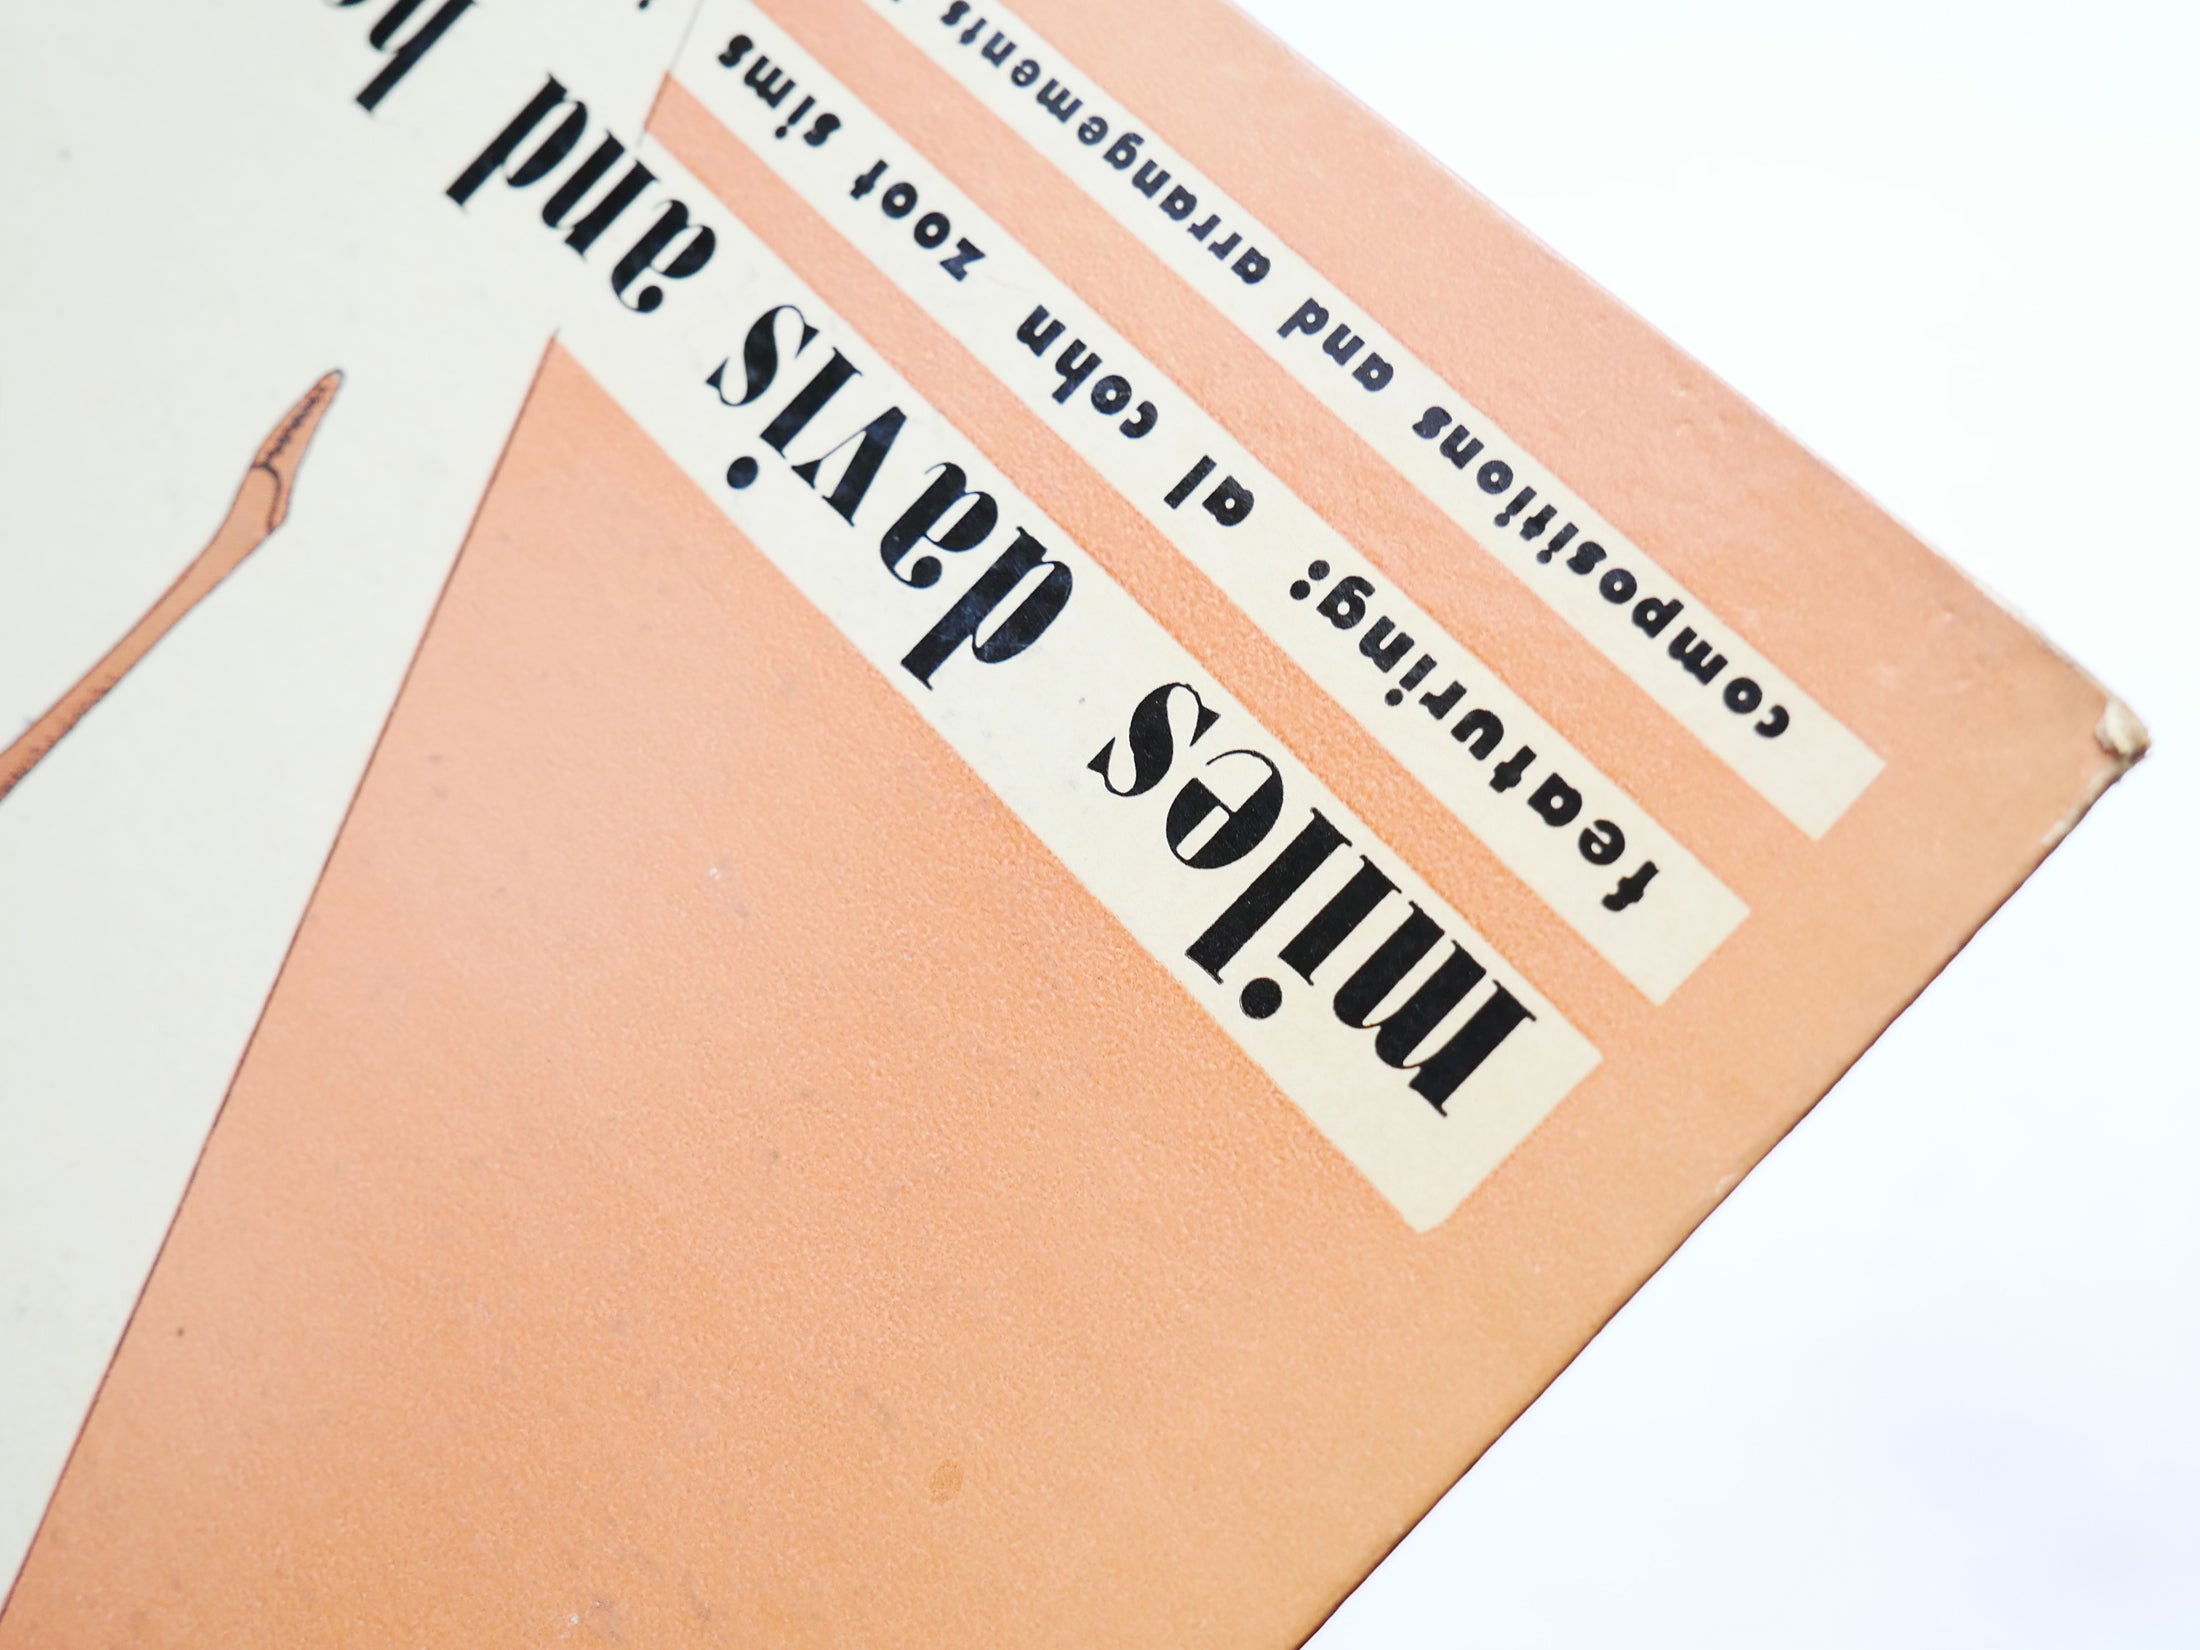 miles davis and
featuring: al cohn zoot sims
compositions and arrangements